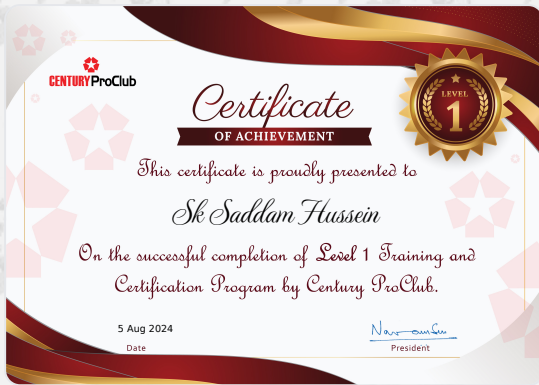 CENTURY ProClub
LEVEL
1
Certificate
OF ACHIEVEMENT
This certificate is proudly presented to
Sk Saddam Hussein
On the successful completion of Level 1 Training and
Certification Program by Century ProClub.
5 Aug 2024
Date
President